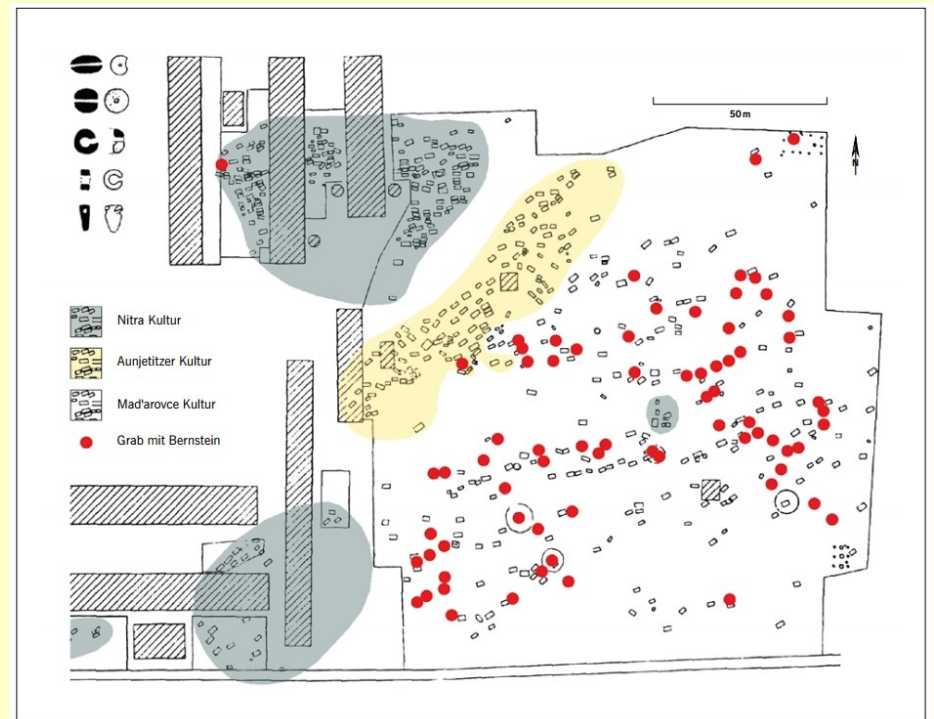 50 m
N
Nitra Kultur
Aunjetitzer Kultur
Mad'arovce Kultur
Grab mit Bernstein